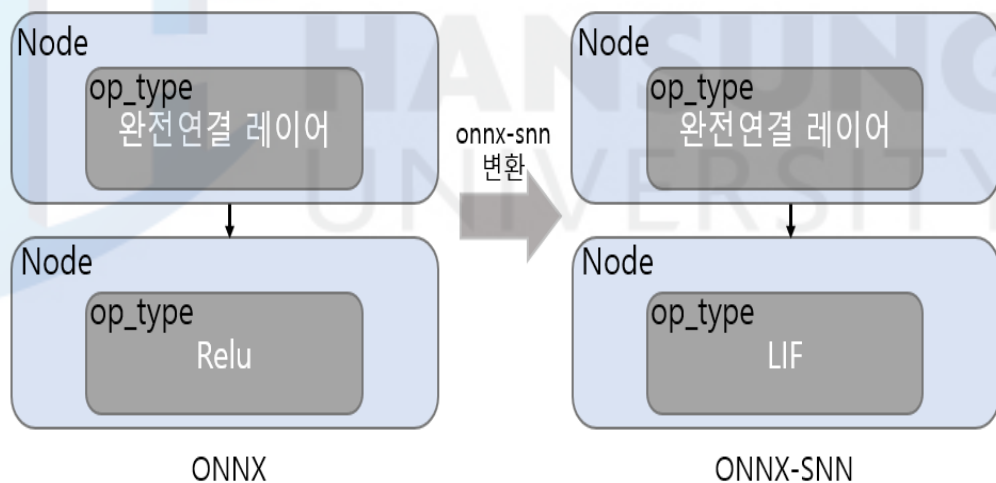 Node
op_type
완전연결 레이어
Node
op_type
Relu
ONNX
onnx-snn
변환
Node
op_type
완전연결 레이어
Node
op_type
LIF
ONNX-SNN
HANSUNG
UNIVERSITY